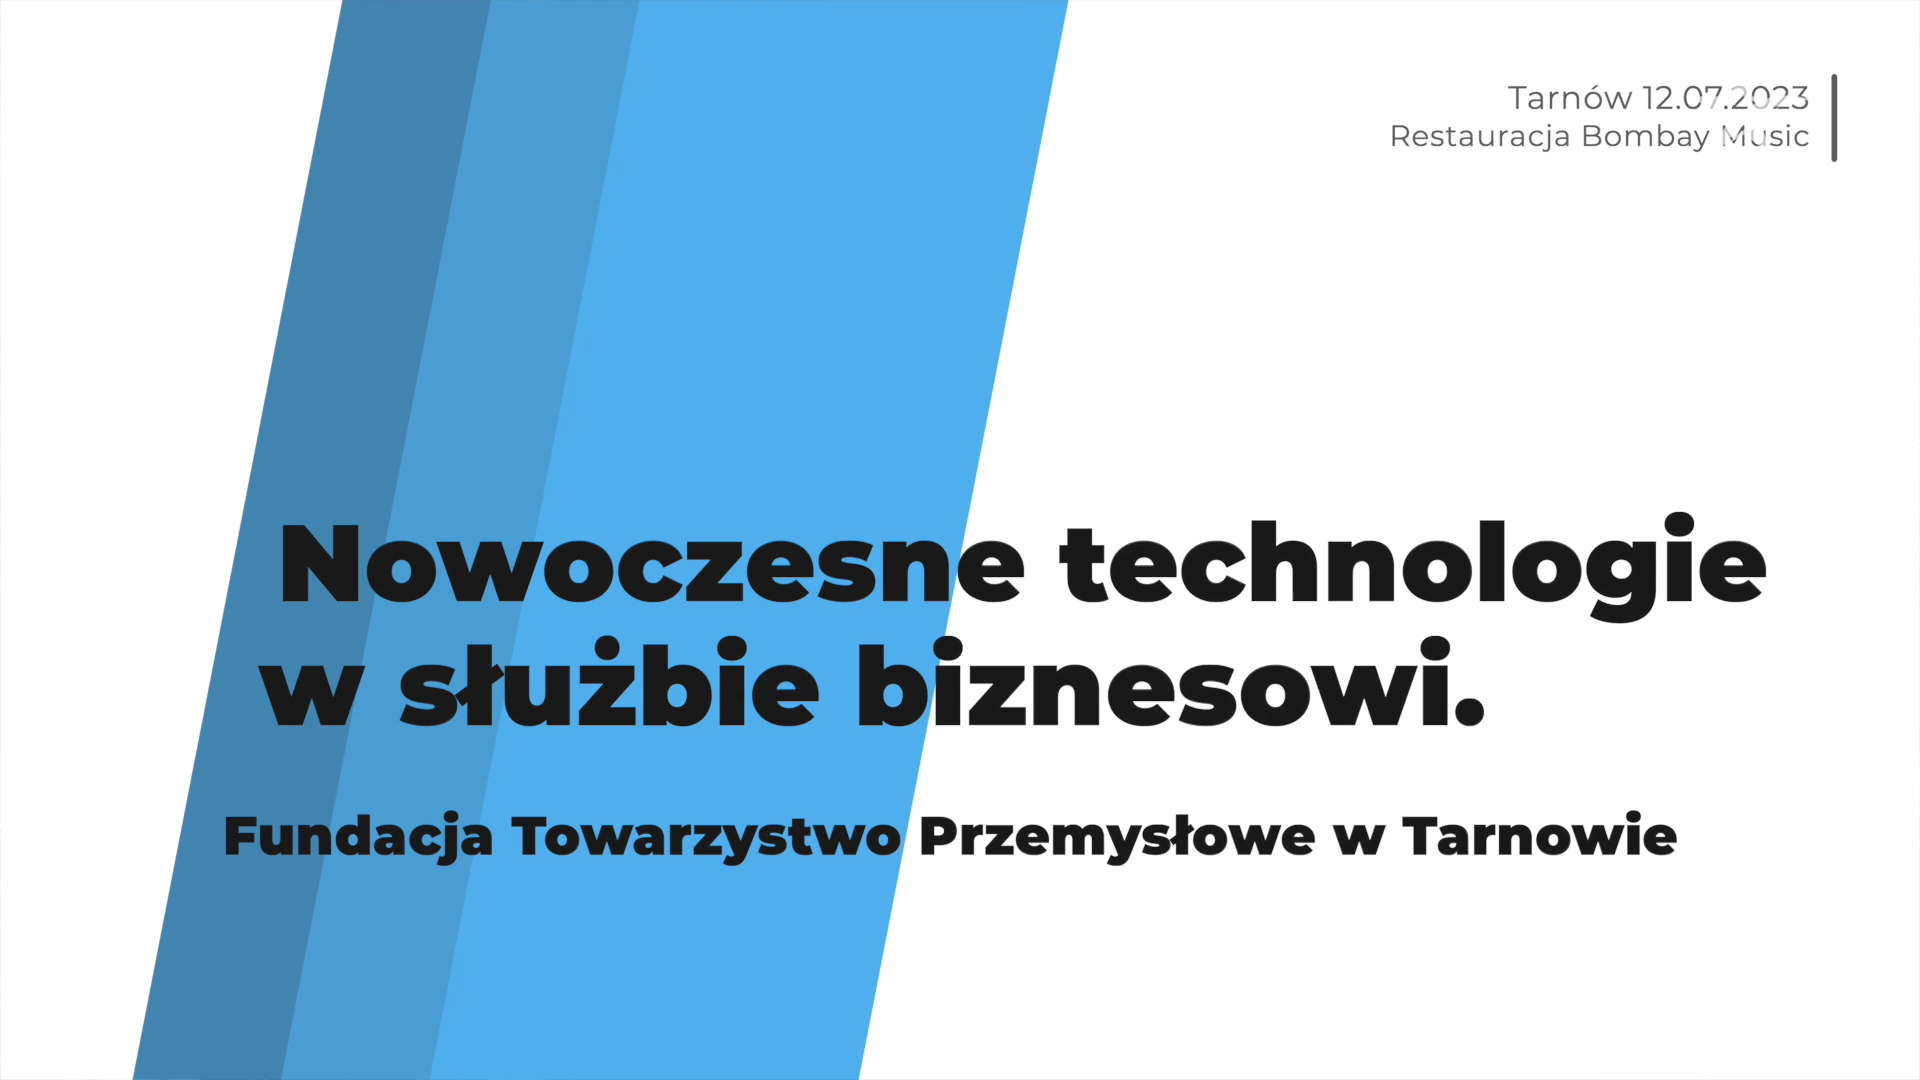 Tarnów 12.07.2023
Restauracja Bombay Music
Nowoczesne technologie
w służbie biznesowi.
Fundacja Towarzystwo Przemysłowe w Tarnowie